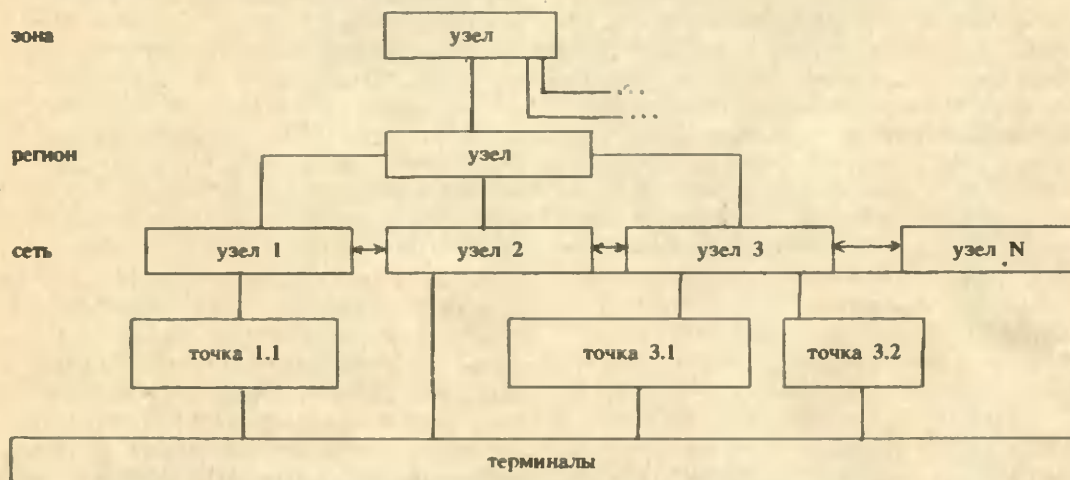 зона
узел
регион
узел
сеть
узел 1
узел 2
узел 3
узел N
точка 1.1
точка 3.1
точка 3.2
терминалы